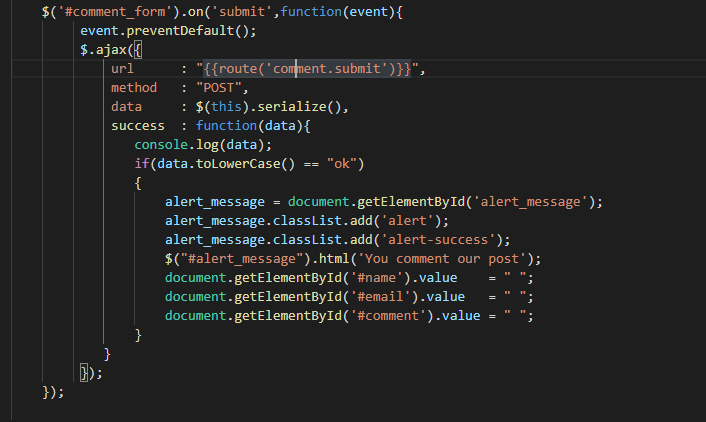 $('#comment_form').on('submit',function(event){
event.preventDefault();
$.ajax({
url : "{{route('comment.submit')}}",
method : "POST",
data : $(this).serialize(),
success : function(data){
console.log(data);
if(data.toLowerCase() == "ok")
{
alert_message = document.getElementById('alert_message');
alert_message.classList.add('alert');
alert_message.classList.add('alert-success');
$("#alert_message").html('You comment our post');
document.getElementById('#name').value = " ";
document.getElementById('#email').value = " ";
document.getElementById('#comment').value = " ";
}
}
});
});